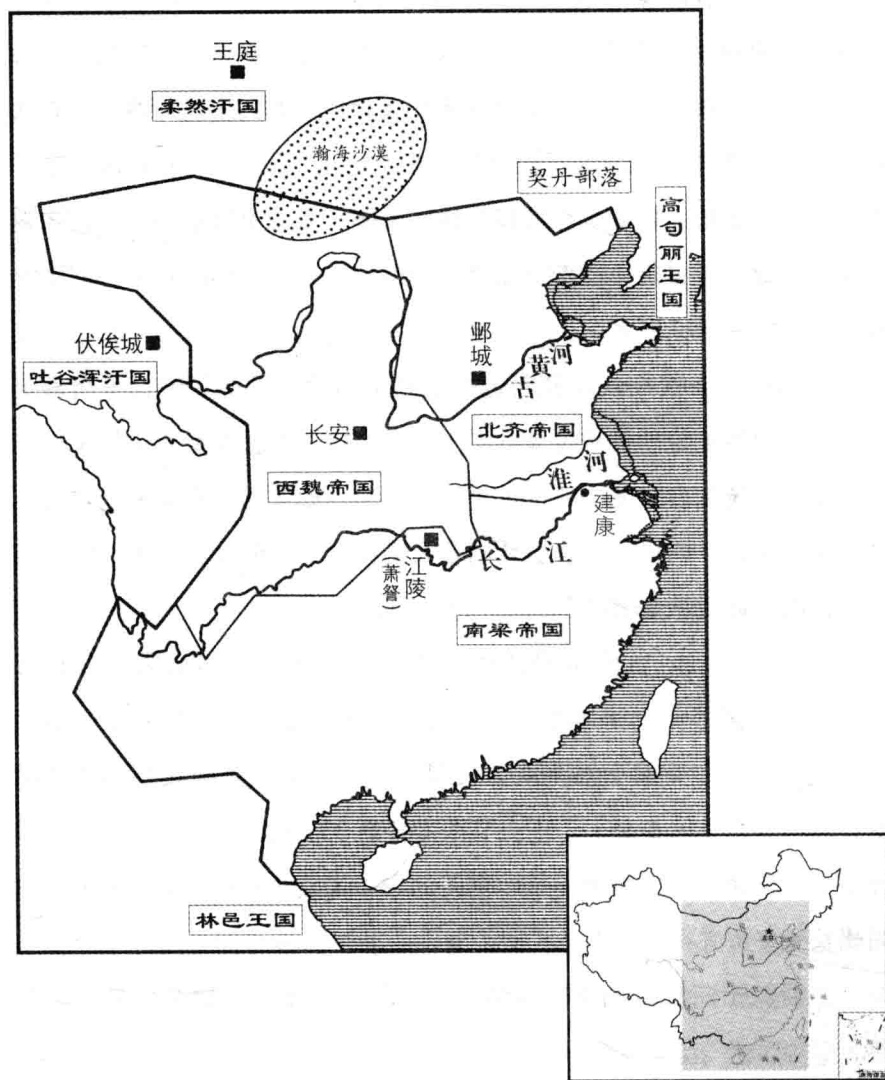 王庭
柔然汗国
瀚海沙漠
契丹部落
高句丽王国
伏俟城
吐谷浑汗国
邺城
古黄河
北齐帝国
长安
西魏帝国
淮河
建康
江陵
(萧詧)
长江
南梁帝国
林邑王国